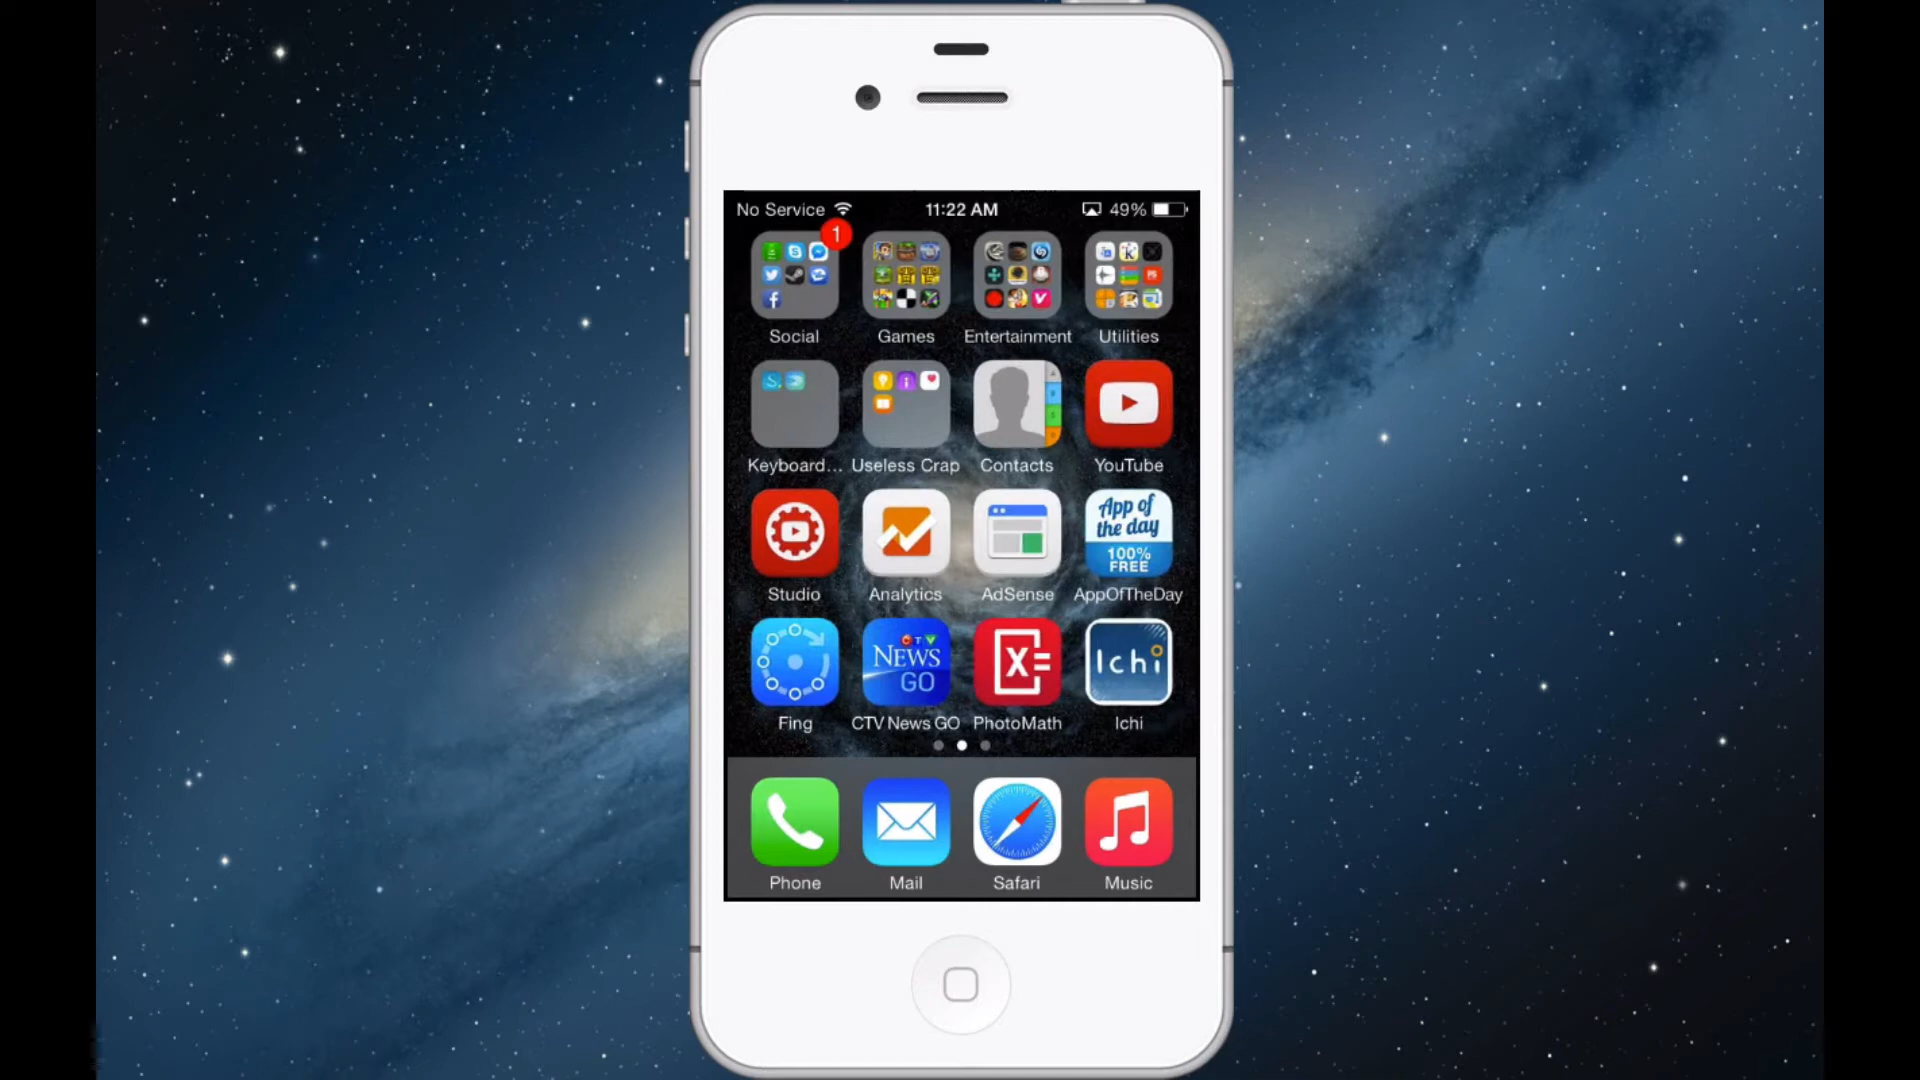 No Service 11:22 AM 49%
1
Social Games Entertainment Utilities
Keyboard... Useless Crap Contacts YouTube
App of
the day
100%
FREE
Studio Analytics AdSense AppOfTheDay
CTV
NEWS
GO
X=
Ichi
Fing CTV News GO PhotoMath Ichi
Phone Mail Safari Music